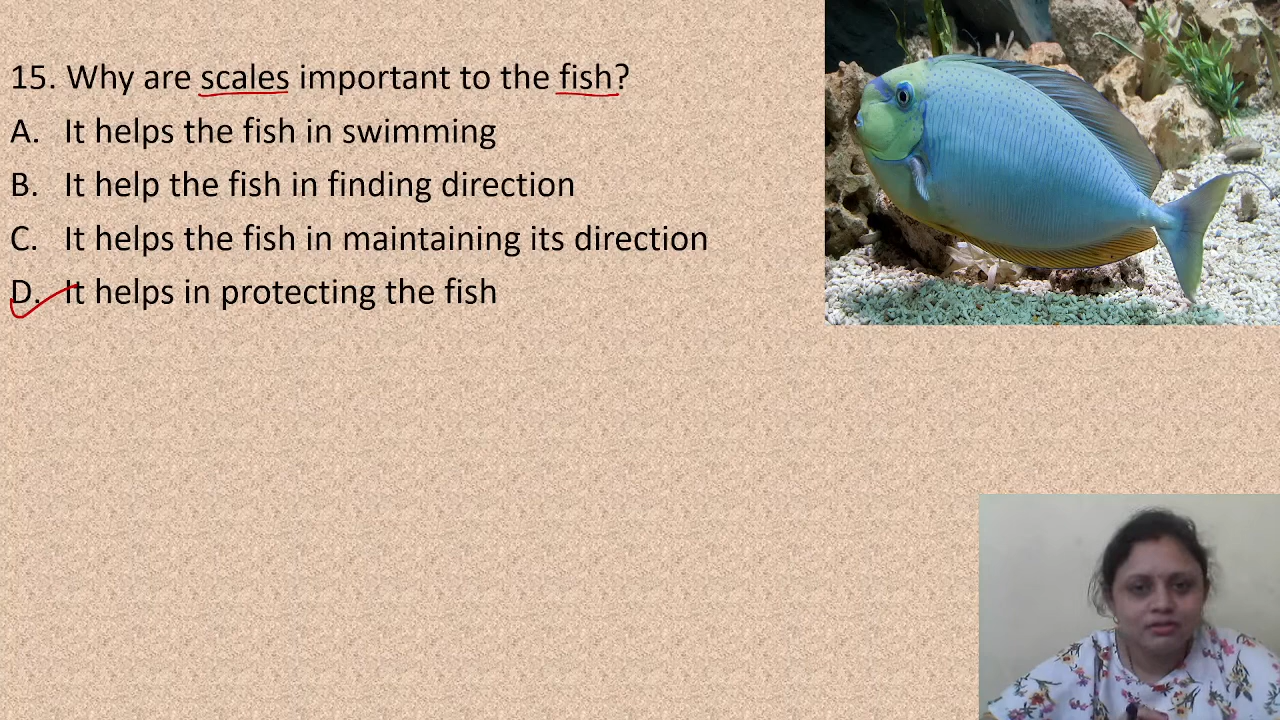 15. Why are scales important to the fish?
A. It helps the fish in swimming
B. It help the fish in finding direction
C. It helps the fish in maintaining its direction
D. It helps in protecting the fish